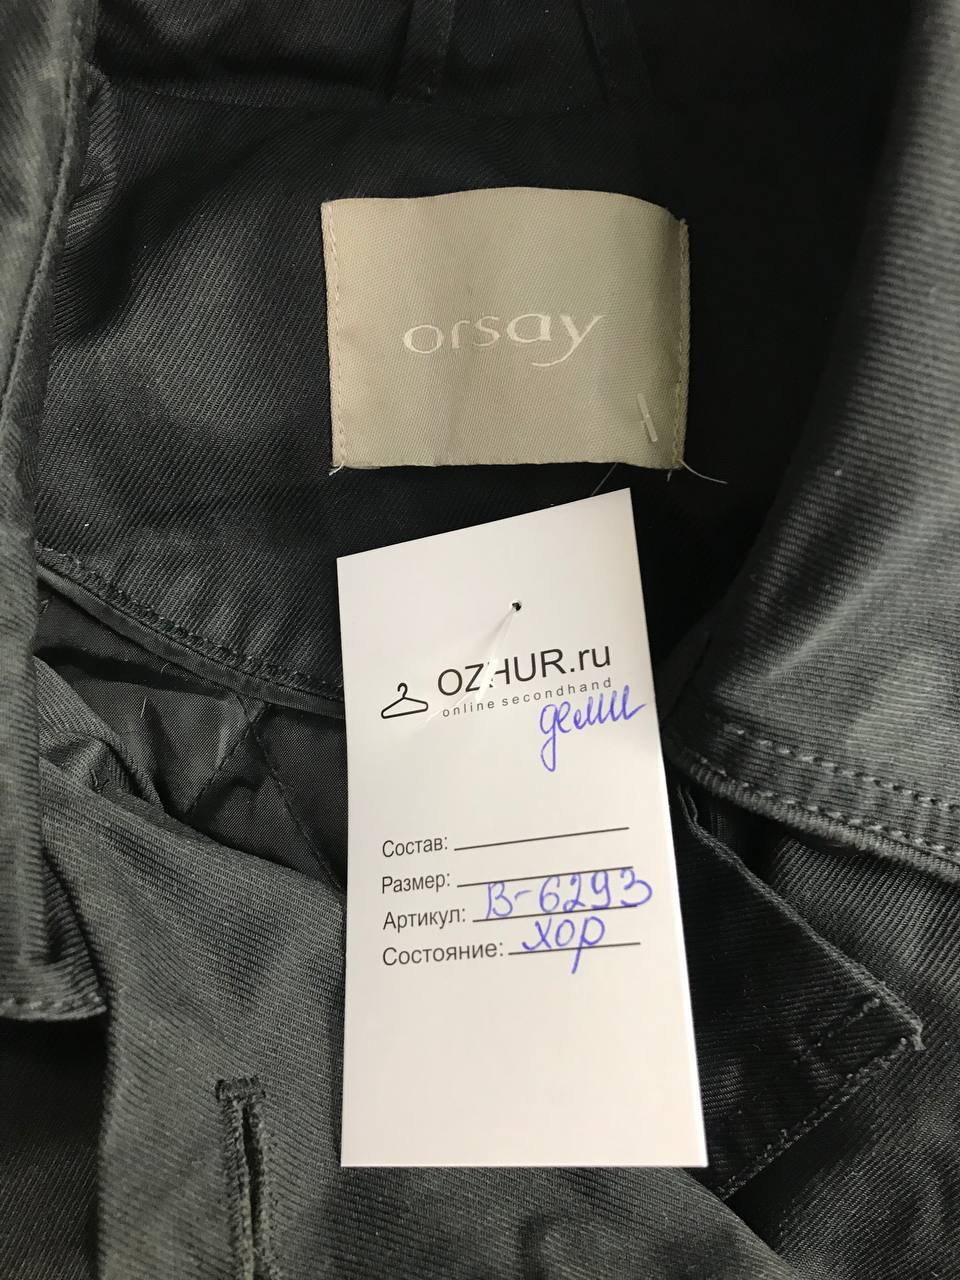 orsay
OZHUR.ru
online secondhand
деми
Состав:
Размер:
Артикул: В-6293
Состояние: хор